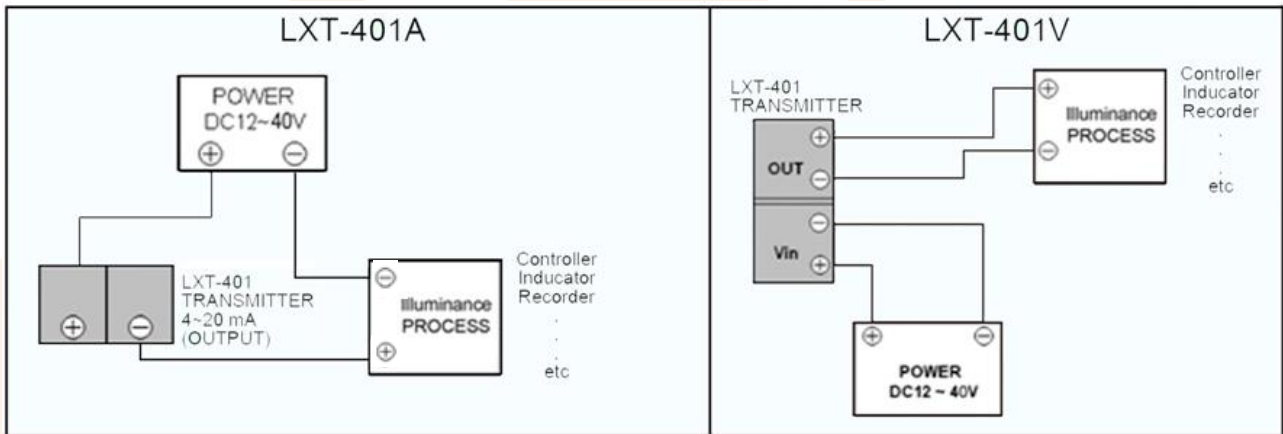 LXT-401A
POWER
DC12~40V
⊕ ⊖
LXT-401
TRANSMITTER
4~20 mA
(OUTPUT)
⊕ ⊖
⊖
Illuminance
PROCESS
⊕
Controller
Inducator
Recorder
.
.
.
etc
LXT-401V
LXT-401
TRANSMITTER
⊕
OUT
⊖
⊖
Vin
⊕
⊕
Illuminance
PROCESS
⊖
Controller
Inducator
Recorder
.
.
.
etc
⊕ ⊖
POWER
DC12 ~ 40V